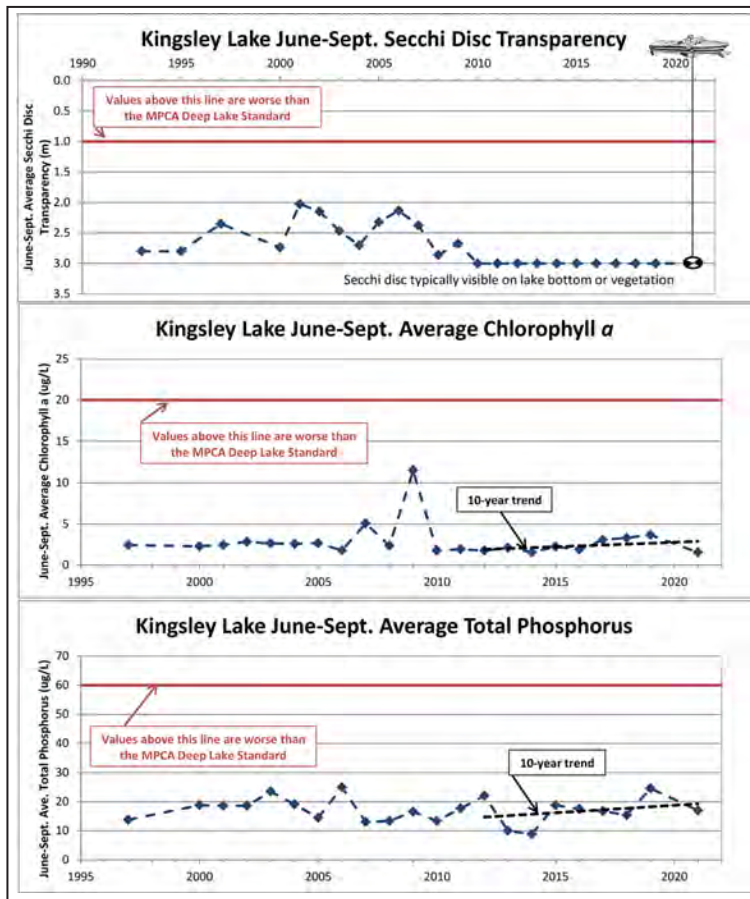 Kingsley Lake June-Sept. Secchi Disc Transparency
1990 1995 2000 2005 2010 2015 2020
0.0
0.5
1.0
1.5
2.0
2.5
3.0
3.5
June-Sept. Average Secchi Disc
Transparency (m)
Values above this line are worse than
the MPCA Deep Lake Standard
Secchi disc typically visible on lake bottom or vegetation
Kingsley Lake June-Sept. Average Chlorophyll a
25
20
15
10
5
0
June-Sept. Average Chlorophyll a (ug/L)
Values above this line are worse than
the MPCA Deep Lake Standard
10-year trend
1995 2000 2005 2010 2015 2020
Kingsley Lake June-Sept. Average Total Phosphorus
70
60
50
40
30
20
10
0
June-Sept. Ave. Total Phosphorus (ug/L)
Values above this line are worse than
the MPCA Deep Lake Standard
10-year trend
1995 2000 2005 2010 2015 2020